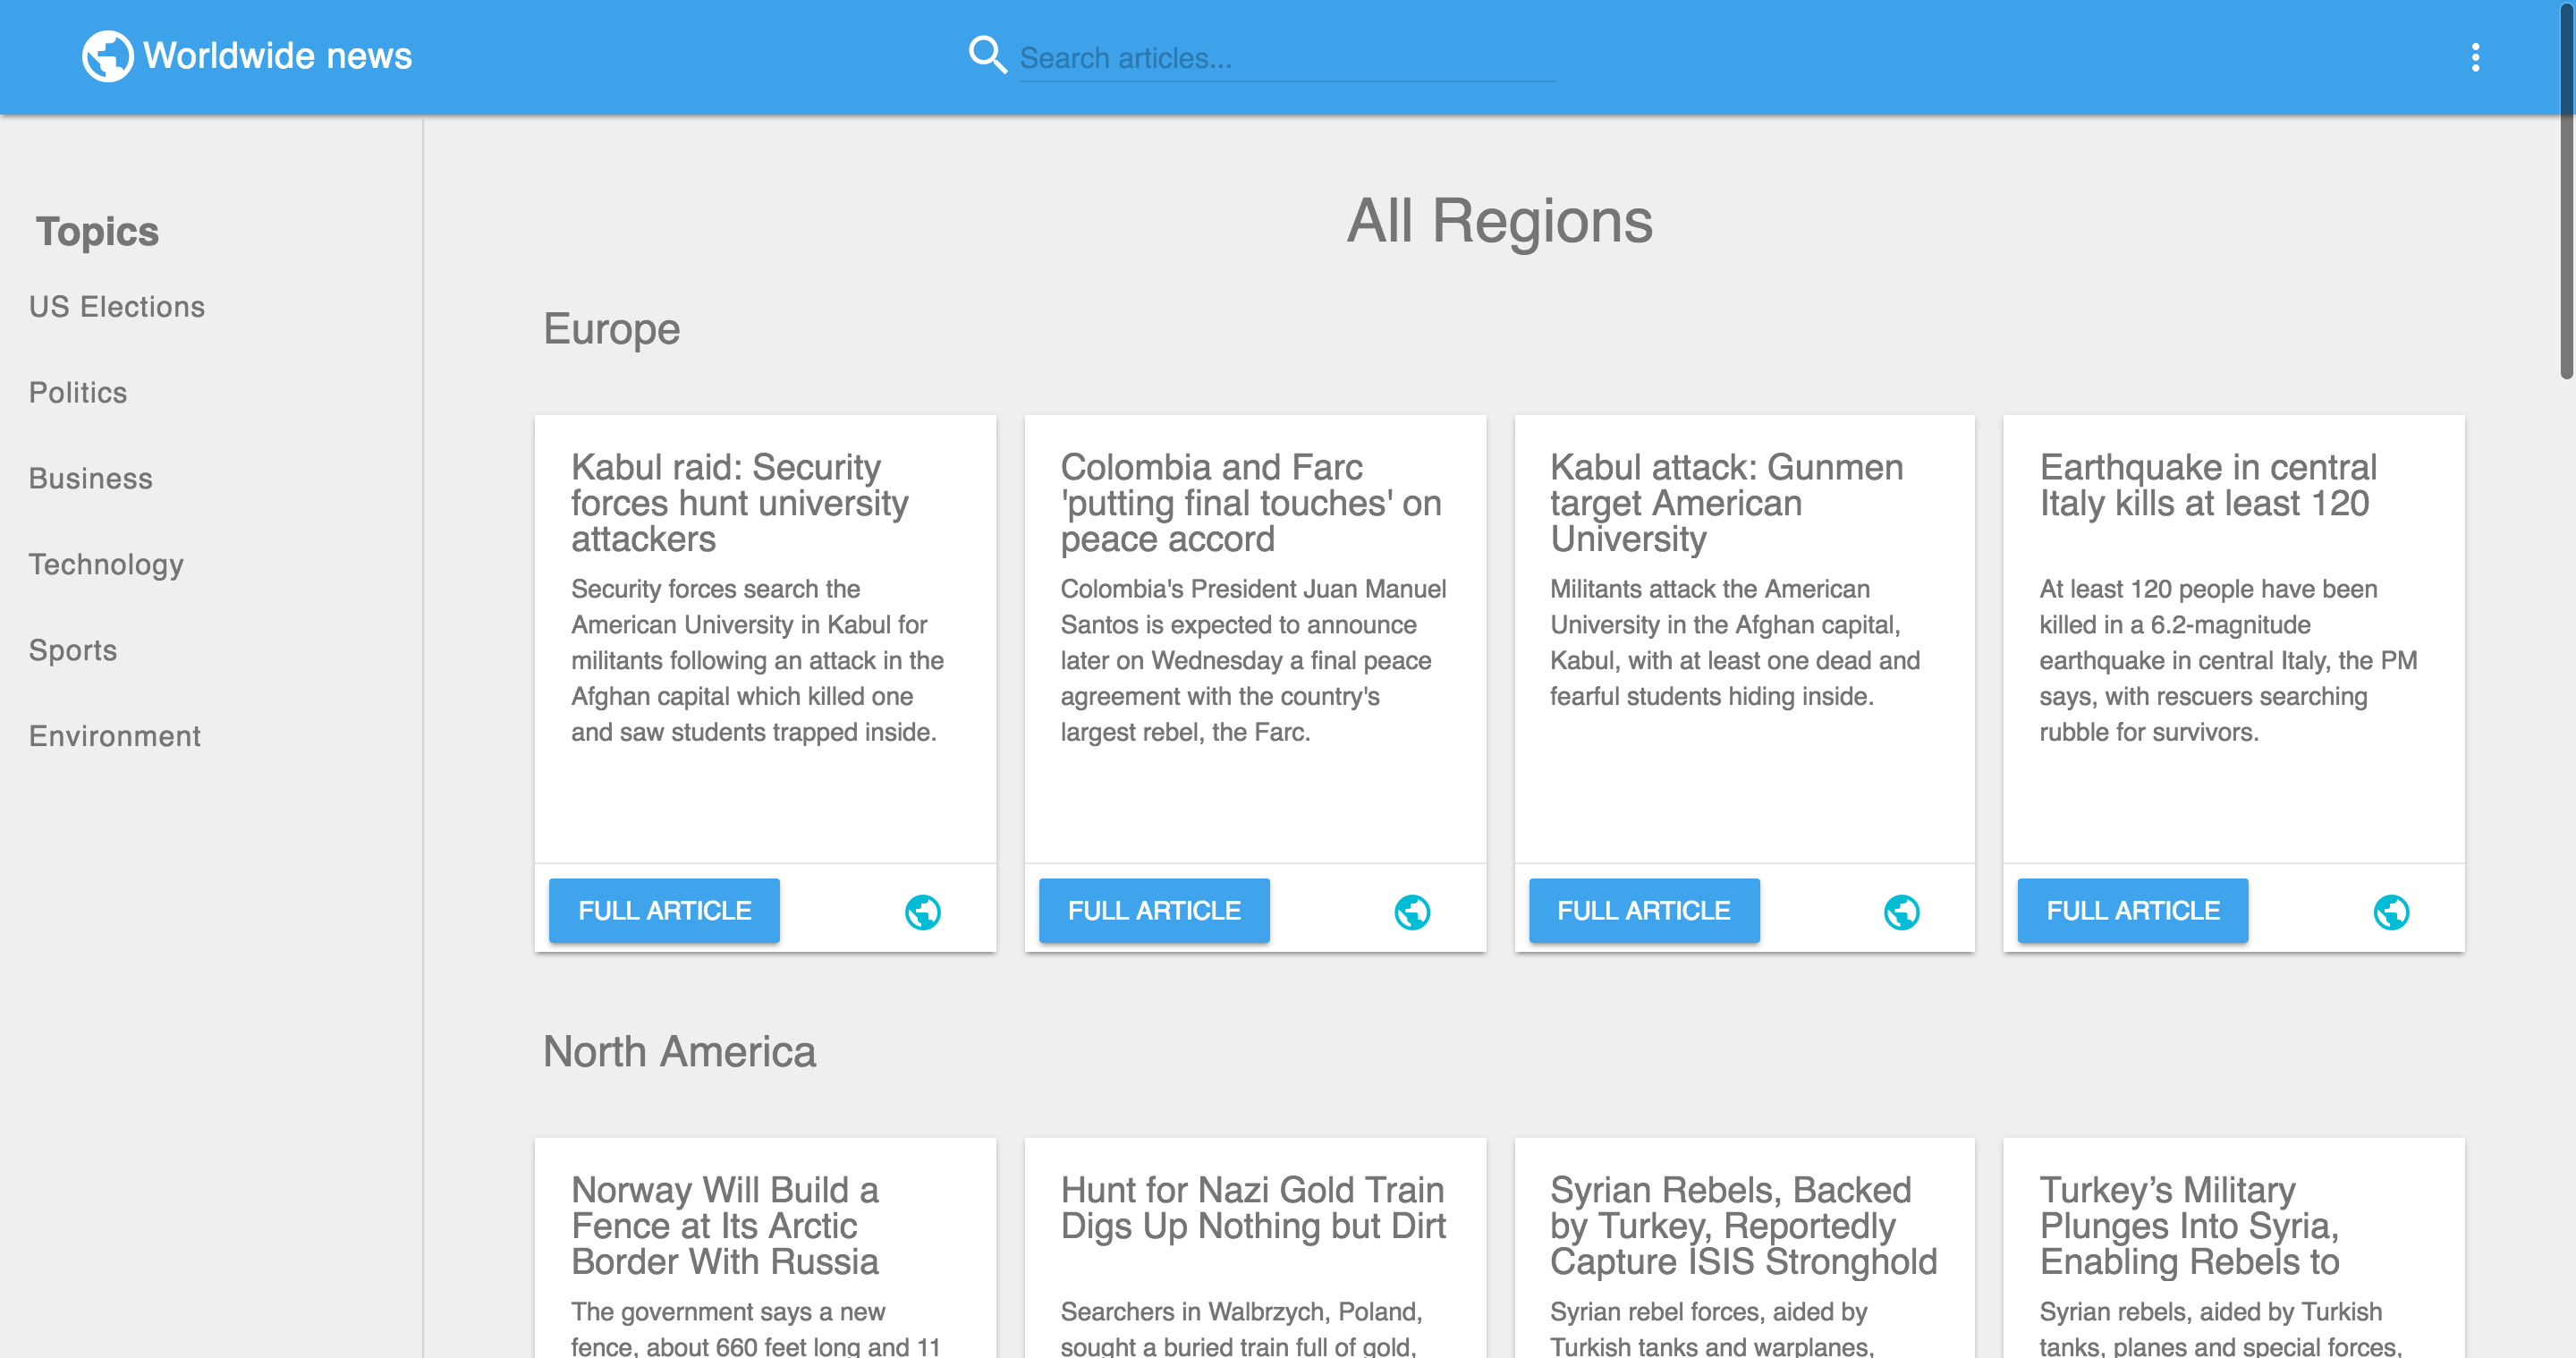 Worldwide news
Search articles...
Topics
US Elections
Politics
Business
Technology
Sports
Environment
All Regions
Europe
Kabul raid: Security
forces hunt university
attackers
Security forces search the
American University in Kabul for
militants following an attack in the
Afghan capital which killed one
and saw students trapped inside.
FULL ARTICLE
Colombia and Farc
'putting final touches' on
peace accord
Colombia's President Juan Manuel
Santos is expected to announce
later on Wednesday a final peace
agreement with the country's
largest rebel, the Farc.
FULL ARTICLE
Kabul attack: Gunmen
target American
University
Militants attack the American
University in the Afghan capital,
Kabul, with at least one dead and
fearful students hiding inside.
FULL ARTICLE
Earthquake in central
Italy kills at least 120
At least 120 people have been
killed in a 6.2-magnitude
earthquake in central Italy, the PM
says, with rescuers searching
rubble for survivors.
FULL ARTICLE
North America
Norway Will Build a
Fence at Its Arctic
Border With Russia
The government says a new
fence, about 660 feet long and 11
Hunt for Nazi Gold Train
Digs Up Nothing but Dirt
Searchers in Walbrzych, Poland,
sought a buried train full of gold,
Syrian Rebels, Backed
by Turkey, Reportedly
Capture ISIS Stronghold
Syrian rebel forces, aided by
Turkish tanks and warplanes,
Turkey’s Military
Plunges Into Syria,
Enabling Rebels to
Syrian rebels, aided by Turkish
tanks, planes and special forces,